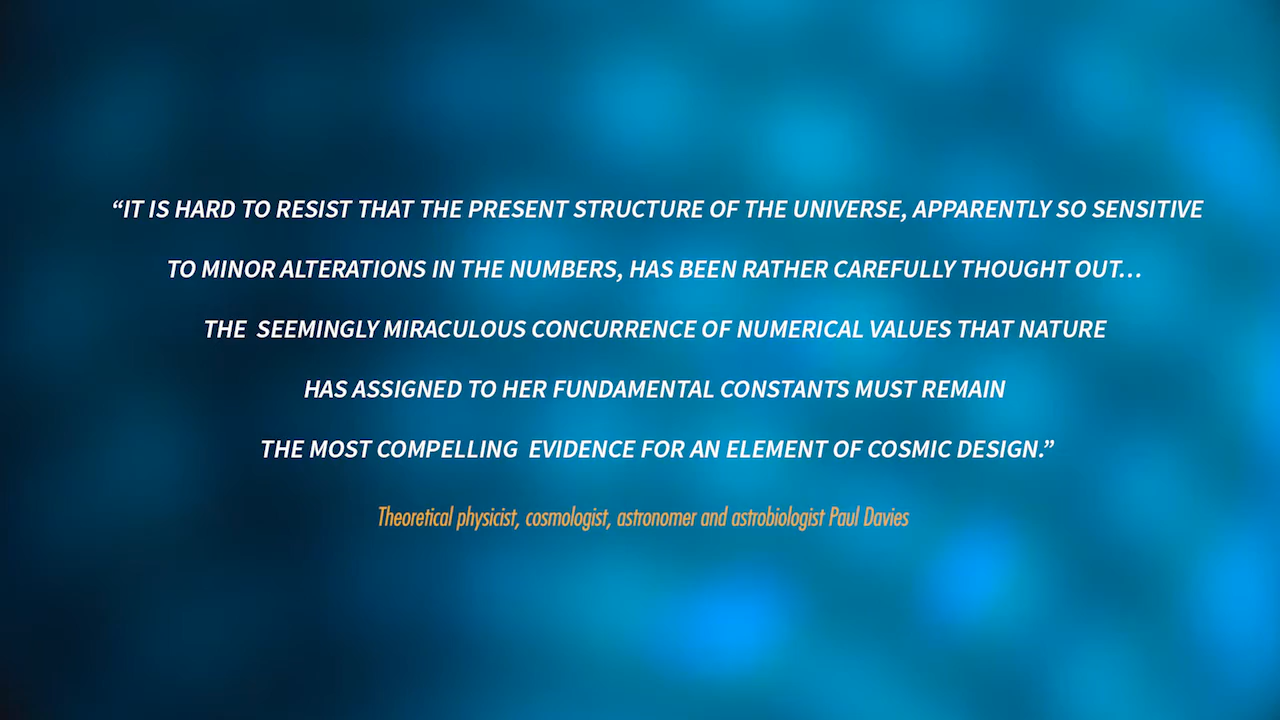 “IT IS HARD TO RESIST THAT THE PRESENT STRUCTURE OF THE UNIVERSE, APPARENTLY SO SENSITIVE
TO MINOR ALTERATIONS IN THE NUMBERS, HAS BEEN RATHER CAREFULLY THOUGHT OUT…
THE SEEMINGLY MIRACULOUS CONCURRENCE OF NUMERICAL VALUES THAT NATURE
HAS ASSIGNED TO HER FUNDAMENTAL CONSTANTS MUST REMAIN
THE MOST COMPELLING EVIDENCE FOR AN ELEMENT OF COSMIC DESIGN.”
Theoretical physicist, cosmologist, astronomer and astrobiologist Paul Davies